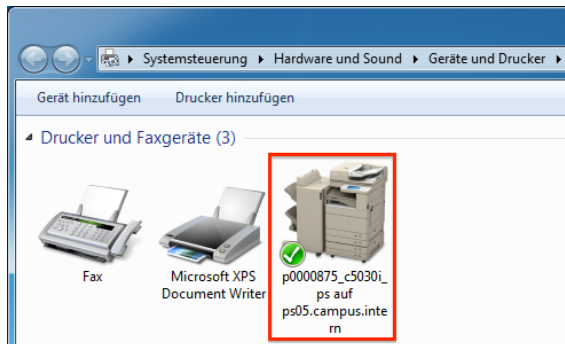 Systemsteuerung ▸ Hardware und Sound ▸ Geräte und Drucker ▸
Gerät hinzufügen Drucker hinzufügen
Drucker und Faxgeräte (3)
Fax
Microsoft XPS
Document Writer
p0000875_c5030i_
ps auf
ps05.campus.inte
rn